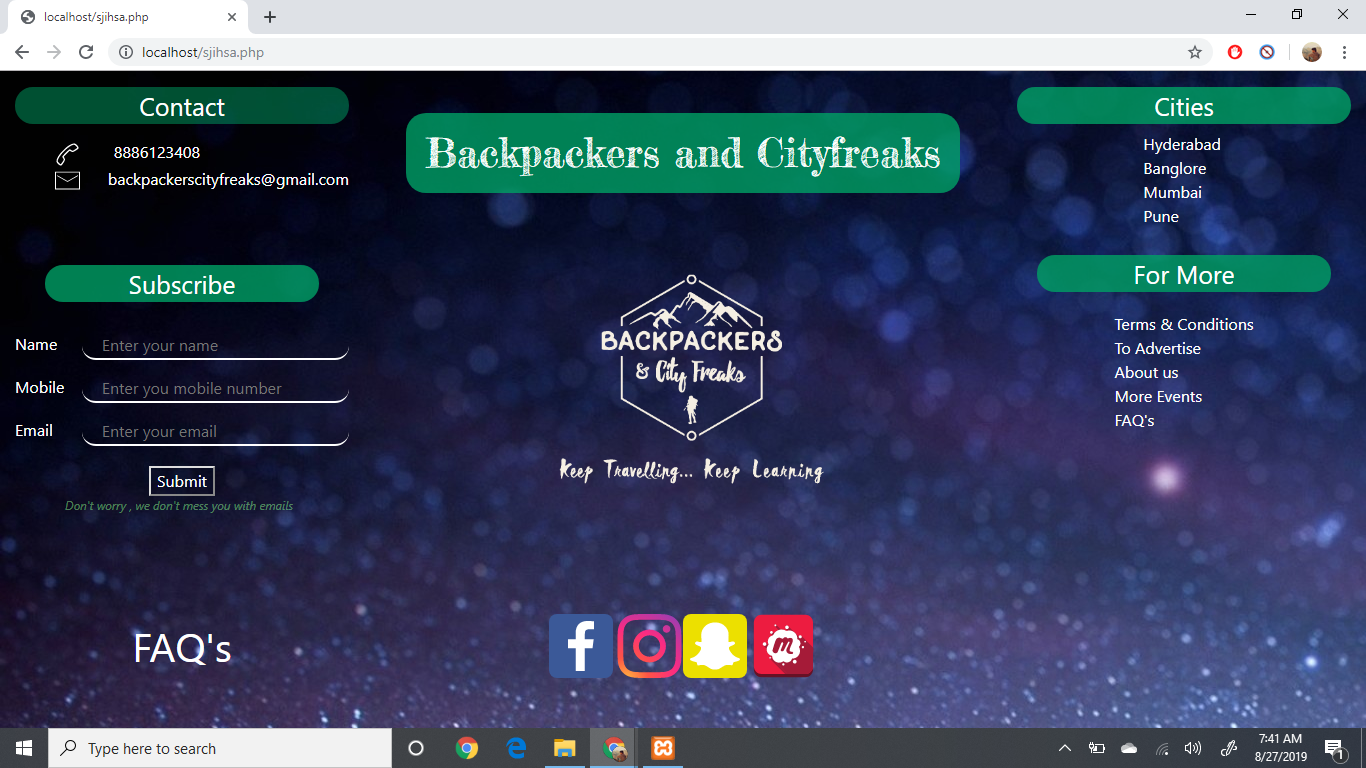 localhost/sjihsa.php
localhost/sjihsa.php
Contact
8886123408
backpackerscityfreaks@gmail.com
Backpackers and Cityfreaks
Cities
Hyderabad
Banglore
Mumbai
Pune
Subscribe
Name
Enter your name
Mobile
Enter you mobile number
Email
Enter your email
Submit
Don't worry , we don't mess you with emails
BACKPACKERS
& City Freaks
Keep Travelling... Keep Learning
For More
Terms & Conditions
To Advertise
About us
More Events
FAQ's
FAQ's
f
m
Type here to search
7:41 AM
8/27/2019
1